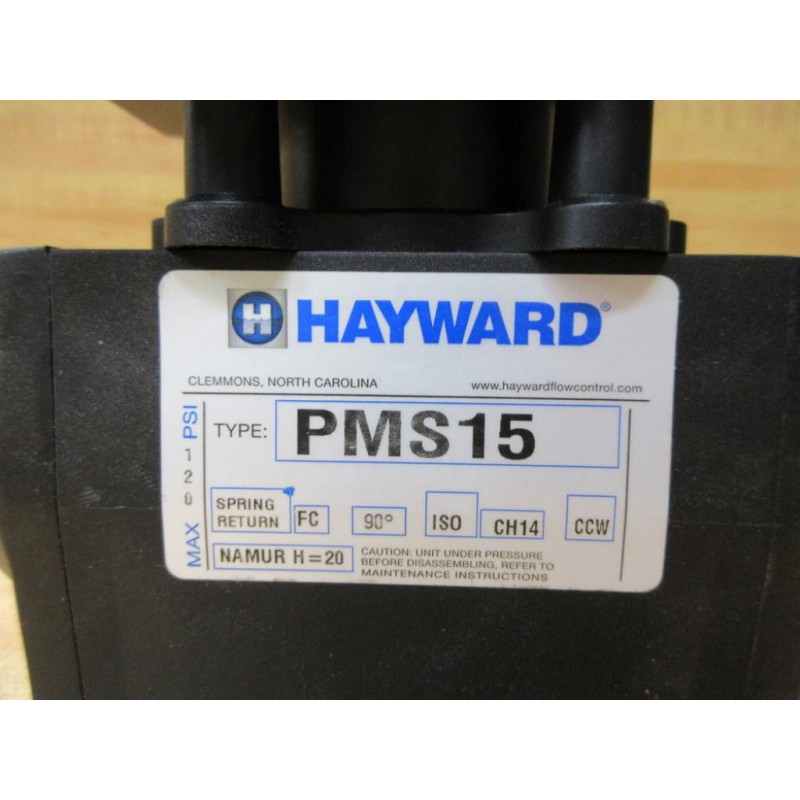 H HAYWARD®
CLEMMONS, NORTH CAROLINA www.haywardflowcontrol.com
MAX 120 PSI
TYPE: PMS15
SPRING RETURN FC 90° ISO CH14 CCW
NAMUR H=20
CAUTION: UNIT UNDER PRESSURE
BEFORE DISASSEMBLING, REFER TO
MAINTENANCE INSTRUCTIONS